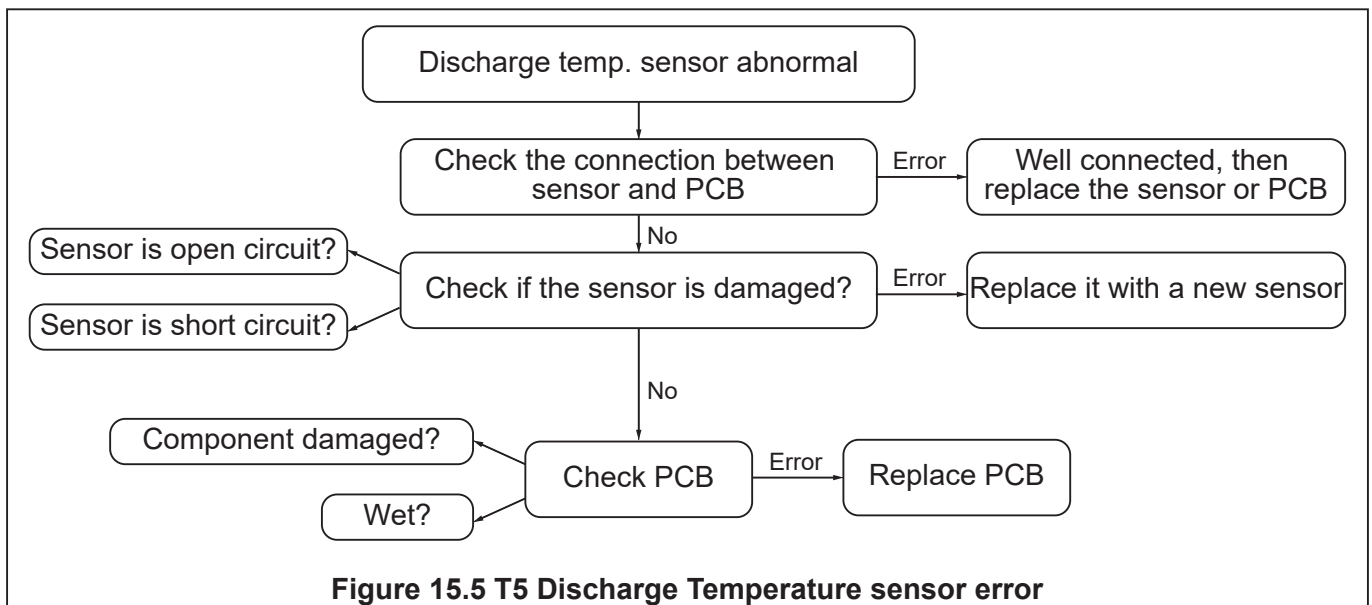 Discharge temp. sensor abnormal
Check the connection between
sensor and PCB
Error
Well connected, then
replace the sensor or PCB
No
Sensor is open circuit?
Sensor is short circuit?
Check if the sensor is damaged?
Error
Replace it with a new sensor
No
Component damaged?
Wet?
Check PCB
Error
Replace PCB
Figure 15.5 T5 Discharge Temperature sensor error